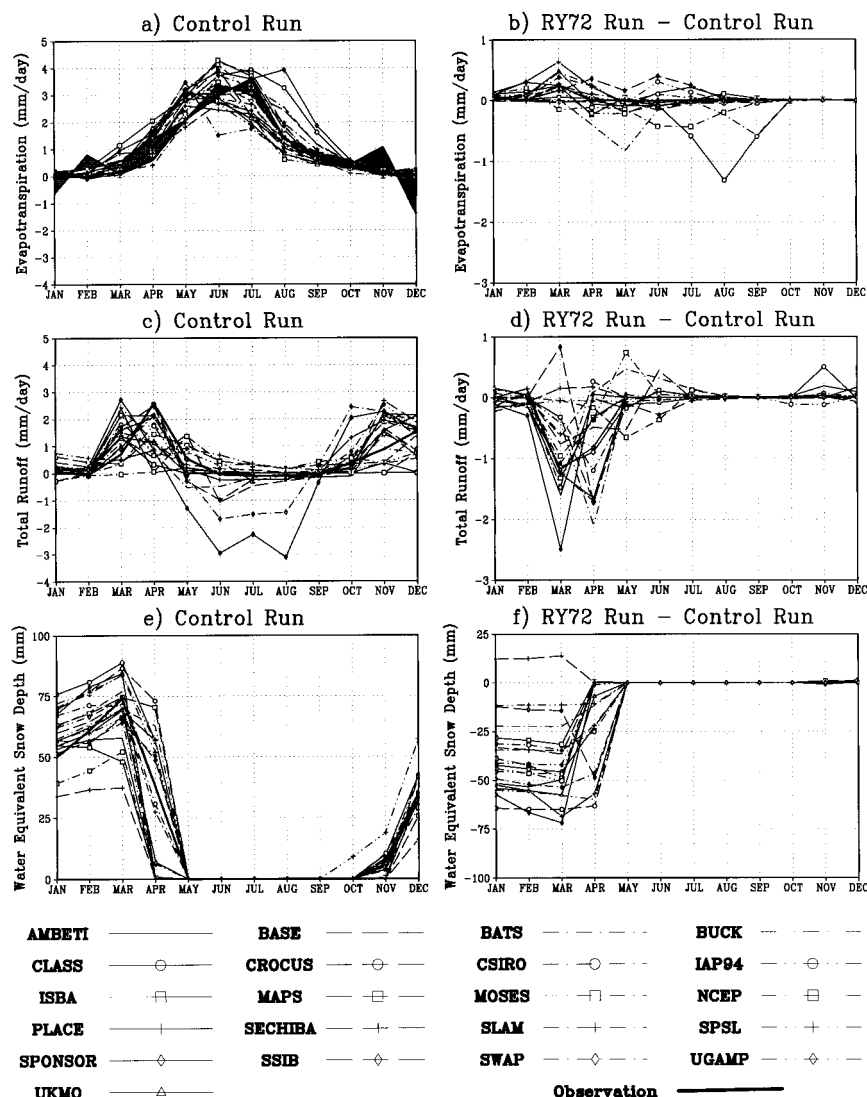 a) Control Run
b) RY72 Run - Control Run
Evapotranspiration (mm/day)
5
4
3
2
1
0
1
-2
-3
-4
JAN FEB MAR APR MAY JUN JUL AUG SEP OCT NOV DEC
Evapotranspiration (mm/day)
1
0
-1
-2
-3
JAN FEB MAR APR MAY JUN JUL AUG SEP OCT NOV DEC
c) Control Run
d) RY72 Run - Control Run
Total Runoff (mm/day)
5
4
3
2
1
0
-1
-2
-3
-4
JAN FEB MAR APR MAY JUN JUL AUG SEP OCT NOV DEC
Total Runoff (mm/day)
1
0
-1
-2
-3
JAN FEB MAR APR MAY JUN JUL AUG SEP OCT NOV DEC
e) Control Run
f) RY72 Run - Control Run
Water Equivalent Snow Depth (mm)
100
75
50
25
0
JAN FEB MAR APR MAY JUN JUL AUG SEP OCT NOV DEC
Water Equivalent Snow Depth (mm)
25
0
-25
-50
-75
-100
JAN FEB MAR APR MAY JUN JUL AUG SEP OCT NOV DEC
AMBETI BASE BATS BUCK
CLASS CROCUS CSIRO IAP94
ISBA MAPS MOSES NCEP
PLACE SECHIBA SLAM SPSL
SPONSOR SSIB SWAP UGAMP
UKMO Observation